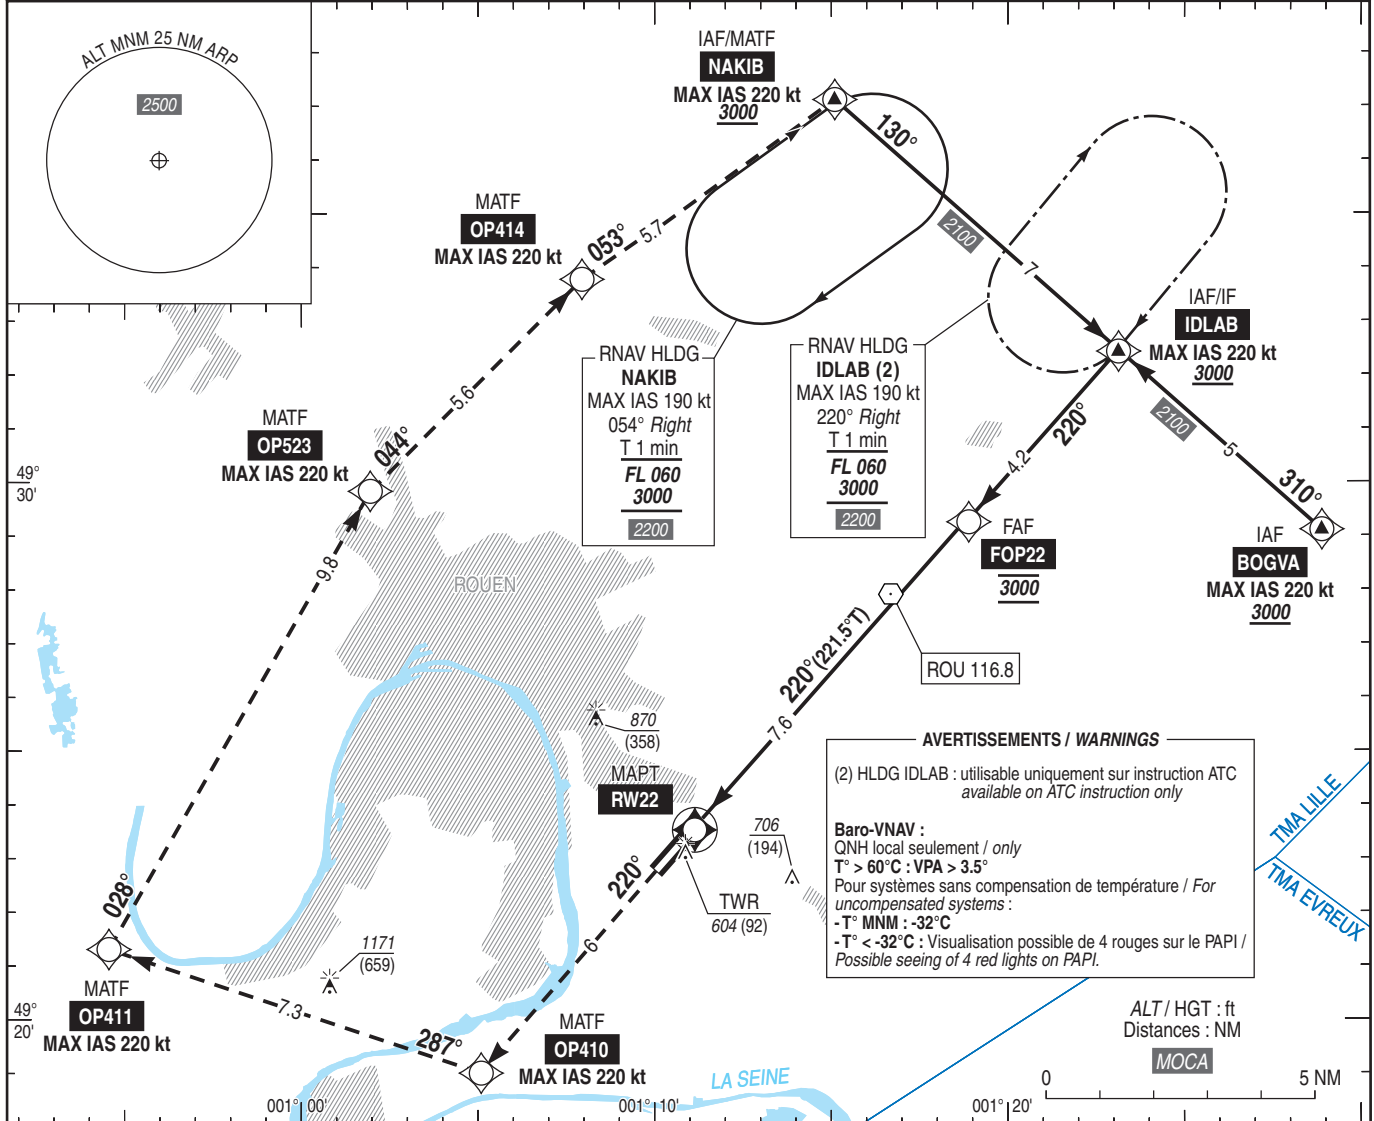 ALT MNM 25 NM ARP
2500
IAF/MATF
NAKIB
MAX IAS 220 kt
3000
130°
2100
7
MATF
OP414
MAX IAS 220 kt
053°
5.7
IAF/IF
IDLAB
MAX IAS 220 kt
3000
RNAV HLDG
NAKIB
MAX IAS 190 kt
054° Right
T 1 min
FL 060
3000
2200
RNAV HLDG
IDLAB (2)
MAX IAS 190 kt
220° Right
T 1 min
FL 060
3000
2200
5.6
MATF
OP523
MAX IAS 220 kt
044°
220°
4.2
2100
5
310°
49°
30'
FAF
FOP22
3000
IAF
BOGVA
MAX IAS 220 kt
3000
9.8
ROUEN
220°(221.5°T)
7.6
ROU 116.8
870
(358)
MAPT
RW22
706
(194)
TWR
604 (92)
220°
6
AVERTISSEMENTS / WARNINGS
(2) HLDG IDLAB : utilisable uniquement sur instruction ATC
available on ATC instruction only
Baro-VNAV :
QNH local seulement / only
T° > 60°C : VPA > 3.5°
Pour systèmes sans compensation de température / For
uncompensated systems :
- T° MNM : -32°C
- T° < -32°C : Visualisation possible de 4 rouges sur le PAPI /
Possible seeing of 4 red lights on PAPI.
TMA LILLE
TMA EVREUX
028°
1171
(659)
MATF
OP411
MAX IAS 220 kt
7.3
287°
MATF
OP410
MAX IAS 220 kt
49°
20'
LA SEINE
ALT / HGT : ft
Distances : NM
MOCA
0
5 NM
001° 00'
001° 10'
001° 20'